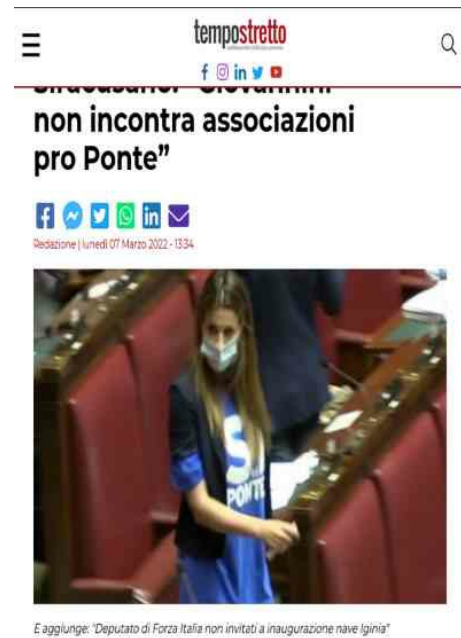 tempostretto
non incontra associazioni
pro Ponte”
Redazione | lunedì 07 Marzo 2022 - 13:34
S
PONTE
E aggiunge: "Deputato di Forza Italia non invitati a inaugurazione nave Iginia"